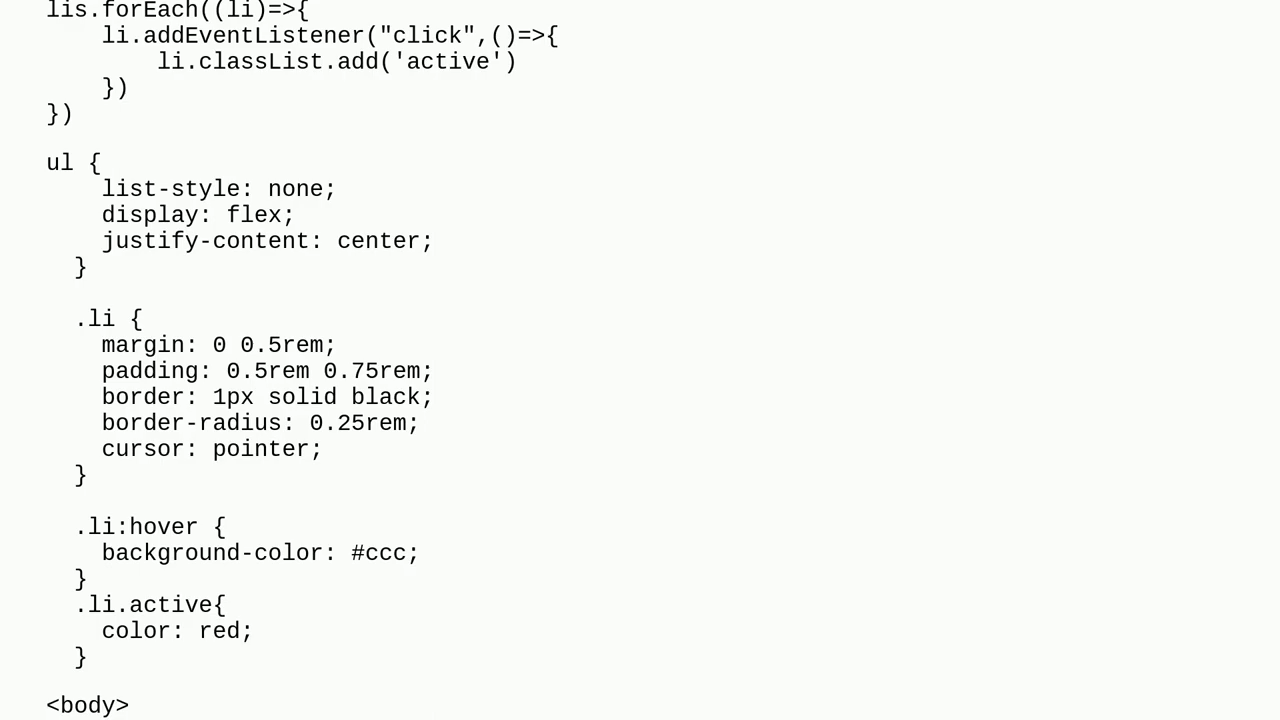 lis.forEach((li)=>{
    li.addEventListener("click",()=>{
        li.classList.add('active')
    })
})

ul {
    list-style: none;
    display: flex;
    justify-content: center;
  }

  .li {
    margin: 0 0.5rem;
    padding: 0.5rem 0.75rem;
    border: 1px solid black;
    border-radius: 0.25rem;
    cursor: pointer;
  }

  .li:hover {
    background-color: #ccc;
  }
  .li.active{
    color: red;
  }

<body>